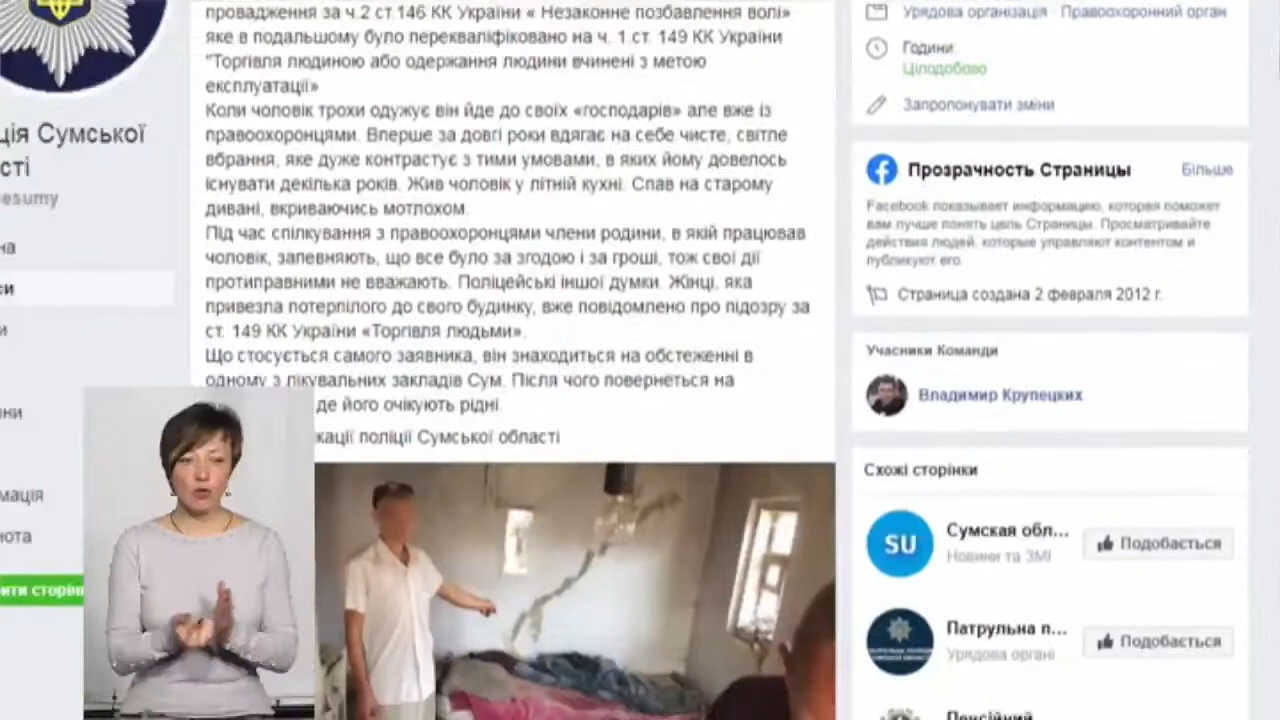 провадження за ч.2 ст.146 КК України « Незаконне позбавлення волі»
яке в подальшому було перекваліфіковано на ч. 1.ст. 149 КК України
"Торгівля людиною або одержання людини вчинені з метою
експлуатації»
Коли чоловік трохи одужує він йде до своїх «господарів» але вже із
правоохоронцями. Вперше за довгі роки вдягає на себе чисте, світле
вбрання, яке дуже контрастує з тими умовами, в яких йому довелось
існувати декілька років. Жив чоловік у літній кухні. Спав на старому
дивані, вкриваючись мотлохом.
Під час спілкування з правоохоронцями члени родини, в якій працював
чоловік, запевняють, що все було за згодою і за гроші, тож свої дії
протиправними не вважають. Поліцейські іншої думки. Жінці, яка
привезла потерпілого до свого будинку, вже повідомлено про підозру за
ст. 149 КК України «Торгівля людьми».
Що стосується самого заявника, він знаходиться на обстеженні в
одному з лікувальних закладів Сум. Після чого повернеться на
де його очікують рідні.
кації поліції Сумської області
ція Сумської
сті
esumy
на
си
и
ни
мація
нота
ити сторін
Урядова організація · Правоохоронний орган
Години:
Цілодобово
Запропонувати зміни
Прозрачность Страницы
Більше
Facebook показывает информацию, которая поможет
вам лучше понять цель Страницы. Просматривайте
действия людей, которые управляют контентом и
публикуют его.
Страница создана 2 февраля 2012 г.
Учасники Команди
Владимир Крупецких
Схожі сторінки
SU
Сумская обл...
Новини та ЗМІ
Подобається
Патрульна п...
Урядова органі
Подобається
Пенсійний